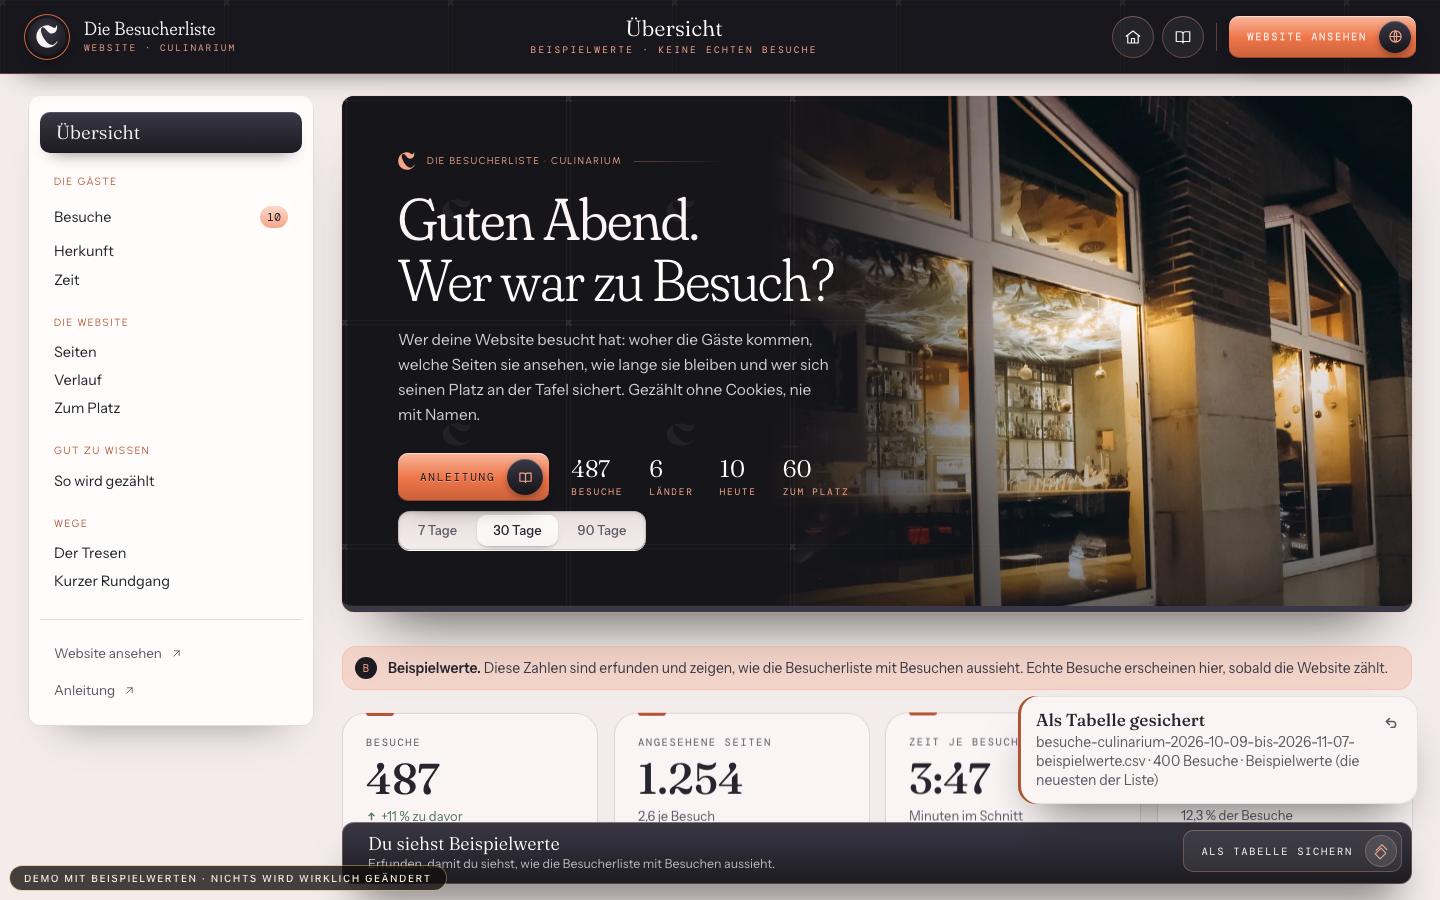 Die Besucherliste
WEBSITE · CULINARIUM
Übersicht
BEISPIELWERTE · KEINE ECHTEN BESUCHE
WEBSITE ANSEHEN
Übersicht
DIE GÄSTE
Besuche
10
Herkunft
Zeit
DIE WEBSITE
Seiten
Verlauf
Zum Platz
GUT ZU WISSEN
So wird gezählt
WEGE
Der Tresen
Kurzer Rundgang
Website ansehen
Anleitung
DIE BESUCHERLISTE · CULINARIUM
Guten Abend.
Wer war zu Besuch?
Wer deine Website besucht hat: woher die Gäste kommen,
welche Seiten sie ansehen, wie lange sie bleiben und wer sich
seinen Platz an der Tafel sichert. Gezählt ohne Cookies, nie
mit Namen.
ANLEITUNG
487
BESUCHE
6
LÄNDER
10
HEUTE
60
ZUM PLATZ
7 Tage
30 Tage
90 Tage
B
Beispielwerte. Diese Zahlen sind erfunden und zeigen, wie die Besucherliste mit Besuchen aussieht. Echte Besuche erscheinen hier, sobald die Website zählt.
BESUCHE
487
+11 % zu davor
ANGESEHENE SEITEN
1.254
2,6 je Besuch
ZEIT JE BESUCH
3:47
Minuten im Schnitt
12,3 % der Besuche
Als Tabelle gesichert
besuche-culinarium-2026-10-09-bis-2026-11-07-
beispielwerte.csv · 400 Besuche · Beispielwerte (die
neuesten der Liste)
Du siehst Beispielwerte
Erfunden, damit du siehst, wie die Besucherliste mit Besuchen aussieht.
ALS TABELLE SICHERN
DEMO MIT BEISPIELWERTEN · NICHTS WIRD WIRKLICH GEÄNDERT